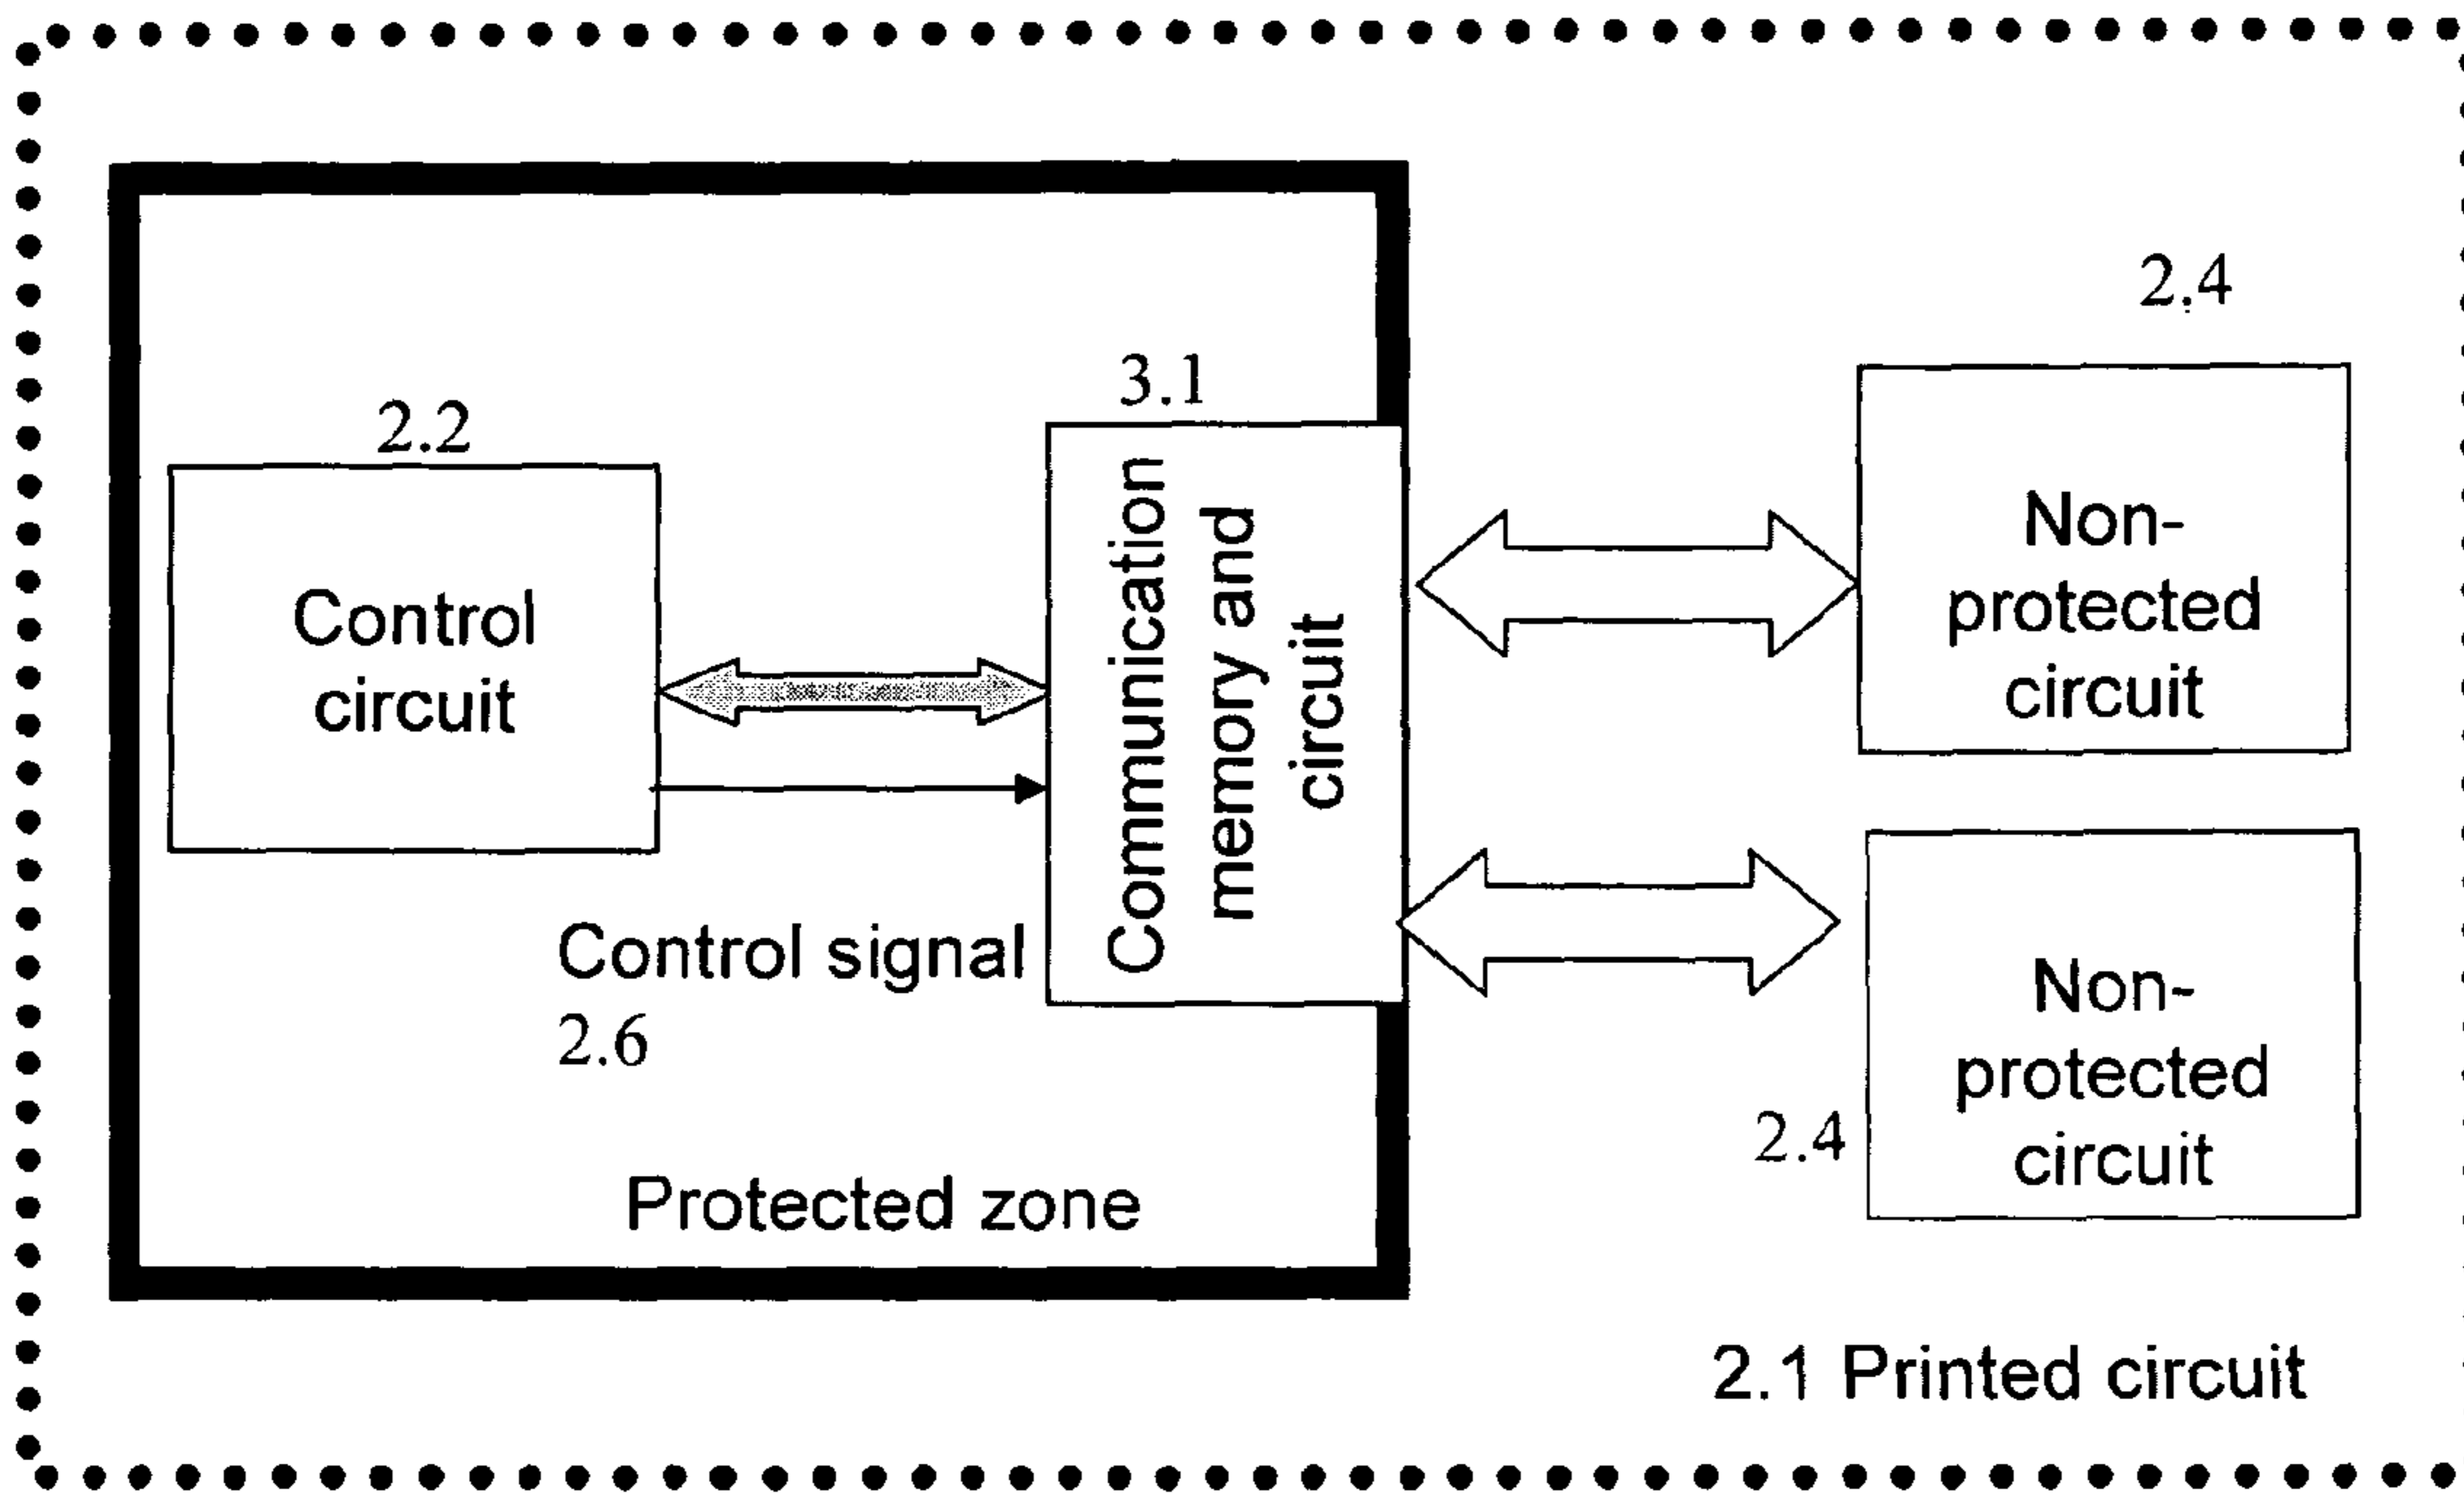 2.2
Control
circuit
3.1
Communication
memory and
circuit
Control signal
2.6
Protected zone
2.4
Non-
protected
circuit
Non-
protected
circuit
2.4
2.1 Printed circuit